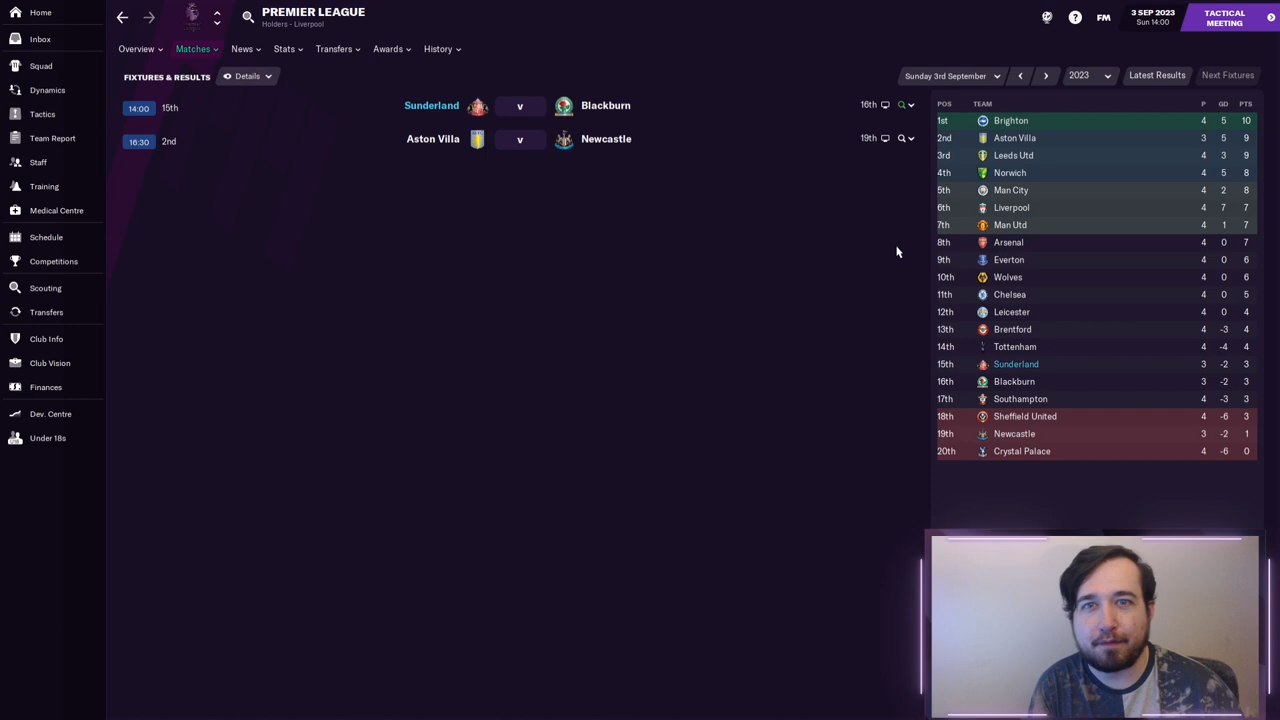 Home
Inbox
Squad
Dynamics
Tactics
Team Report
Staff
Training
Medical Centre
Schedule
Competitions
Scouting
Transfers
Club Info
Club Vision
Finances
Dev. Centre
Under 18s
PREMIER LEAGUE
Holders - Liverpool
? FM
3 SEP 2023
Sun 14:00
TACTICAL
MEETING
Overview Matches News Stats Transfers Awards History
FIXTURES & RESULTS Details
Sunday 3rd September 2023 Latest Results Next Fixtures
14:00 15th Sunderland v Blackburn 16th
16:30 2nd Aston Villa v Newcastle 19th
POS TEAM P GD PTS
1st Brighton 4 5 10
2nd Aston Villa 3 5 9
3rd Leeds Utd 4 3 9
4th Norwich 4 5 8
5th Man City 4 2 8
6th Liverpool 4 7 7
7th Man Utd 4 1 7
8th Arsenal 4 0 7
9th Everton 4 0 6
10th Wolves 4 0 6
11th Chelsea 4 0 5
12th Leicester 4 0 4
13th Brentford 4 -3 4
14th Tottenham 4 -4 4
15th Sunderland 3 -2 3
16th Blackburn 3 -2 3
17th Southampton 4 -3 3
18th Sheffield United 4 -6 3
19th Newcastle 3 -2 1
20th Crystal Palace 4 -6 0